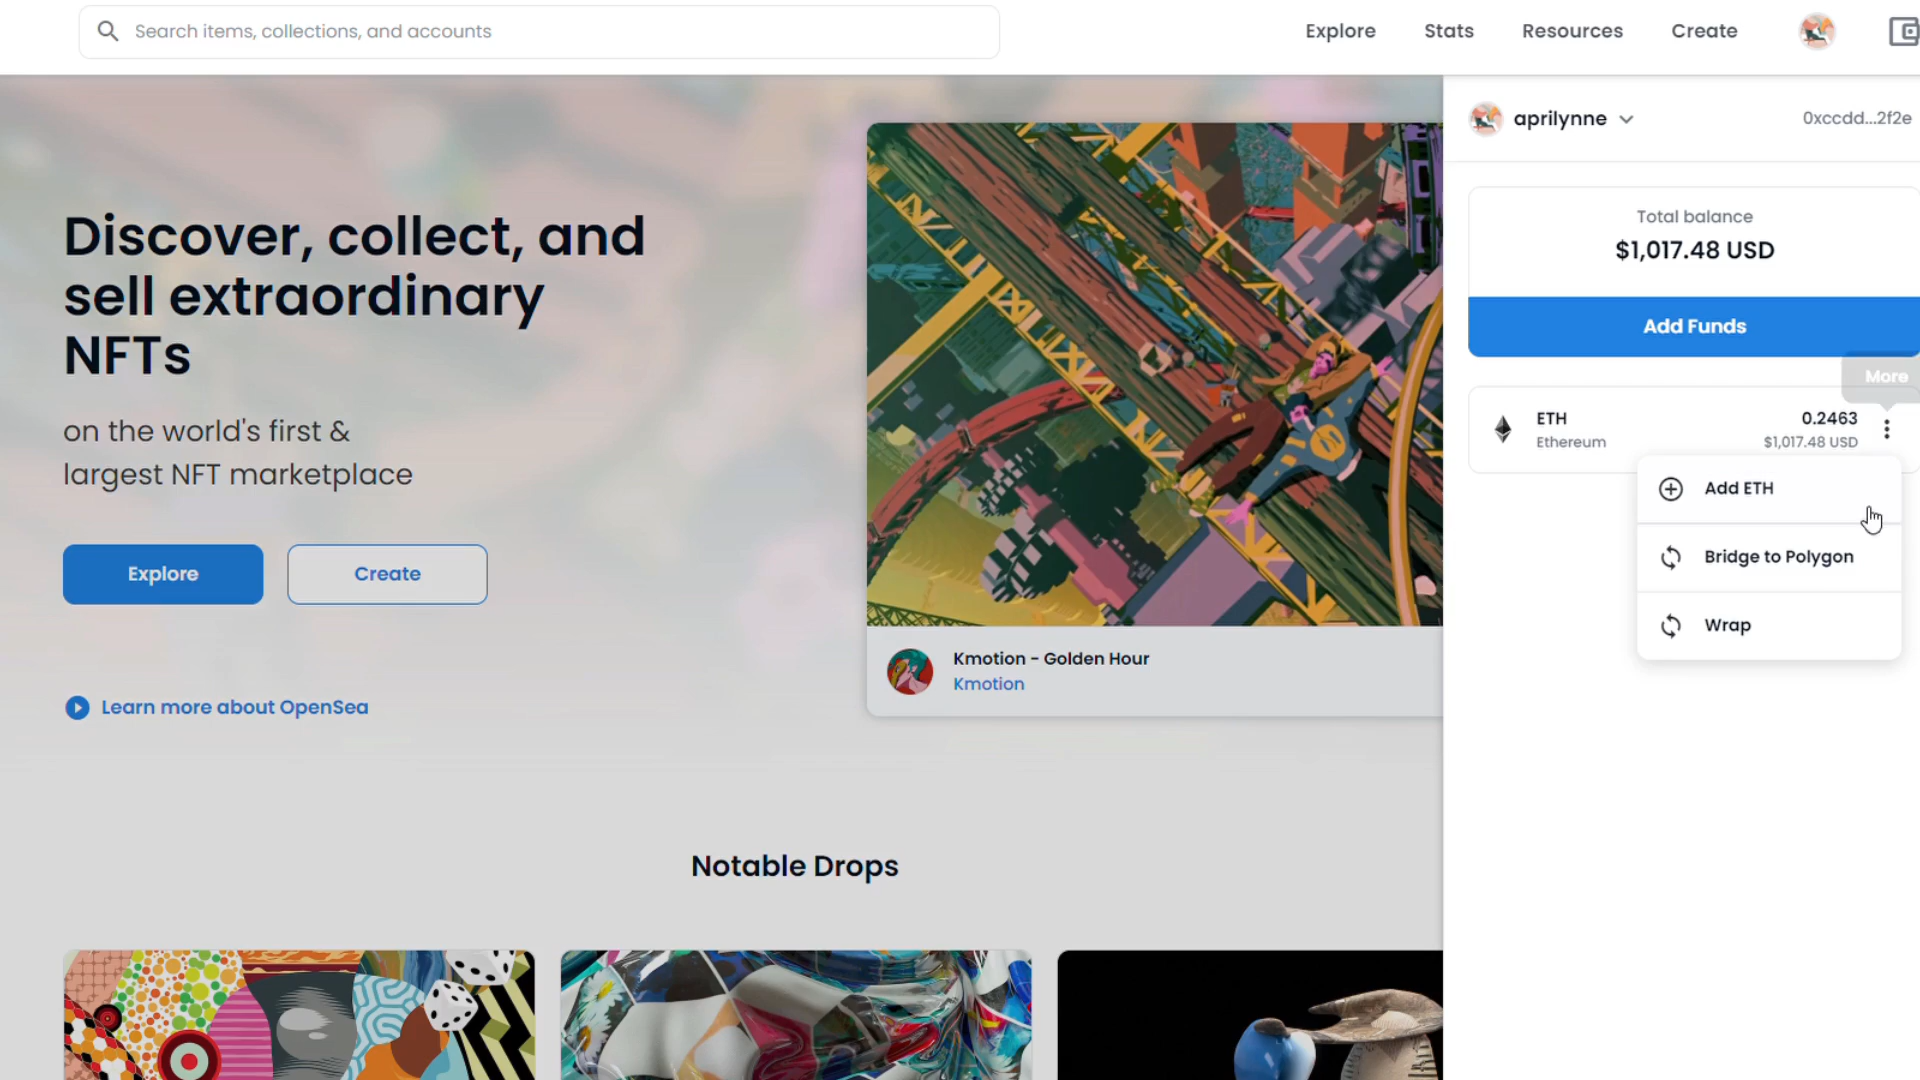 Search items, collections, and accounts
Explore
Stats
Resources
Create
aprilynne
0xccdd...2f2e
Total balance
$1,017.48 USD
Add Funds
More
ETH
0.2463
Ethereum
$1,017.48 USD
Add ETH
Bridge to Polygon
Wrap
Discover, collect, and
sell extraordinary
NFTs
on the world's first &
largest NFT marketplace
Explore
Create
Learn more about OpenSea
Kmotion - Golden Hour
Kmotion
Notable Drops